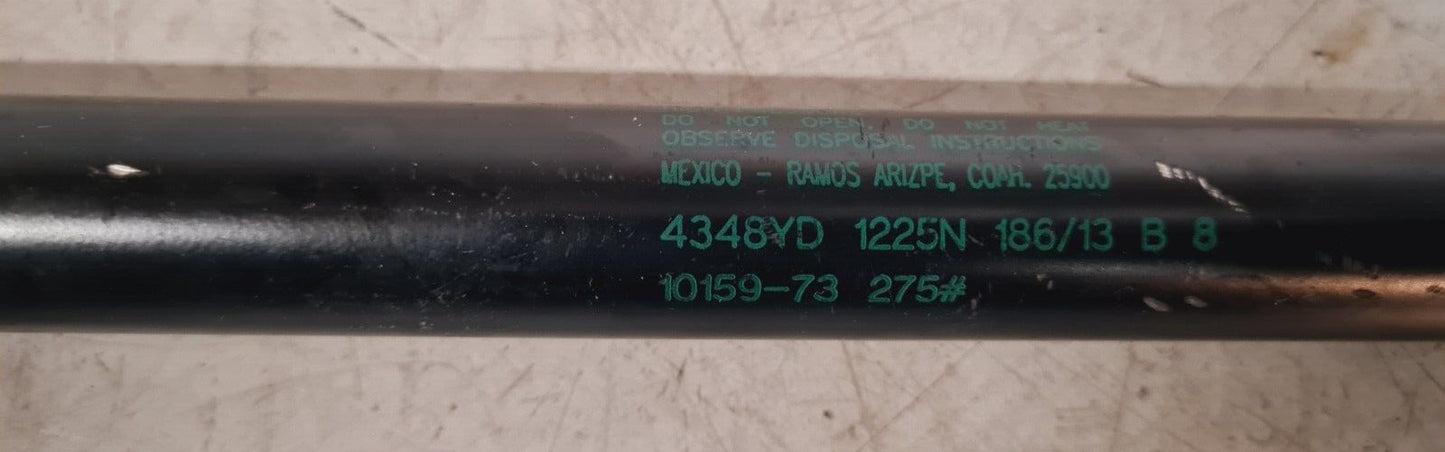 DO NOT OPEN. DO NOT HEAT
OBSERVE DISPOSAL INSTRUCTIONS
MEXICO - RAMOS ARIZPE, COAH. 25900
4348YD 1225N 186/13 B 8
10159-73 275#